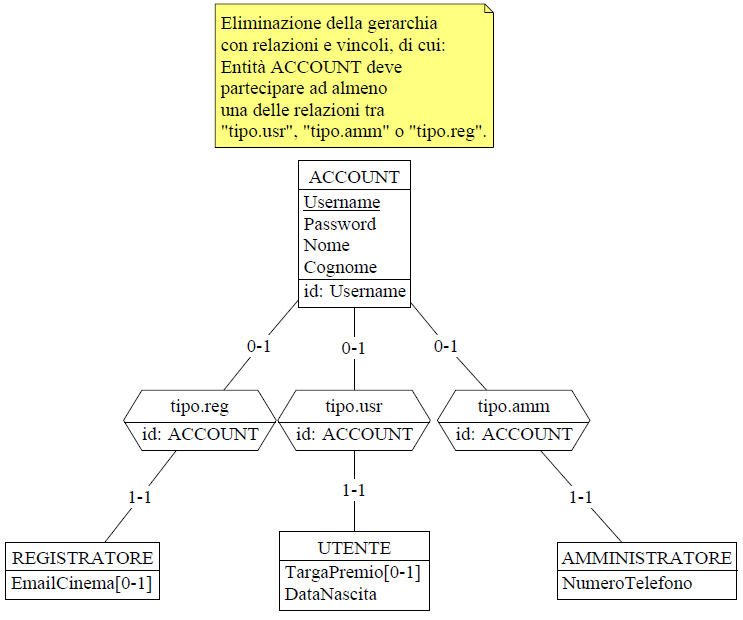 Eliminazione della gerarchia
con relazioni e vincoli, di cui:
Entità ACCOUNT deve
partecipare ad almeno
una delle relazioni tra
"tipo.usr", "tipo.amm" o "tipo.reg".
ACCOUNT
Username
Password
Nome
Cognome
id: Username
0-1
0-1
0-1
tipo.reg
id: ACCOUNT
tipo.usr
id: ACCOUNT
tipo.amm
id: ACCOUNT
1-1
1-1
1-1
REGISTRATORE
EmailCinema[0-1]
UTENTE
TargaPremio[0-1]
DataNascita
AMMINISTRATORE
NumeroTelefono